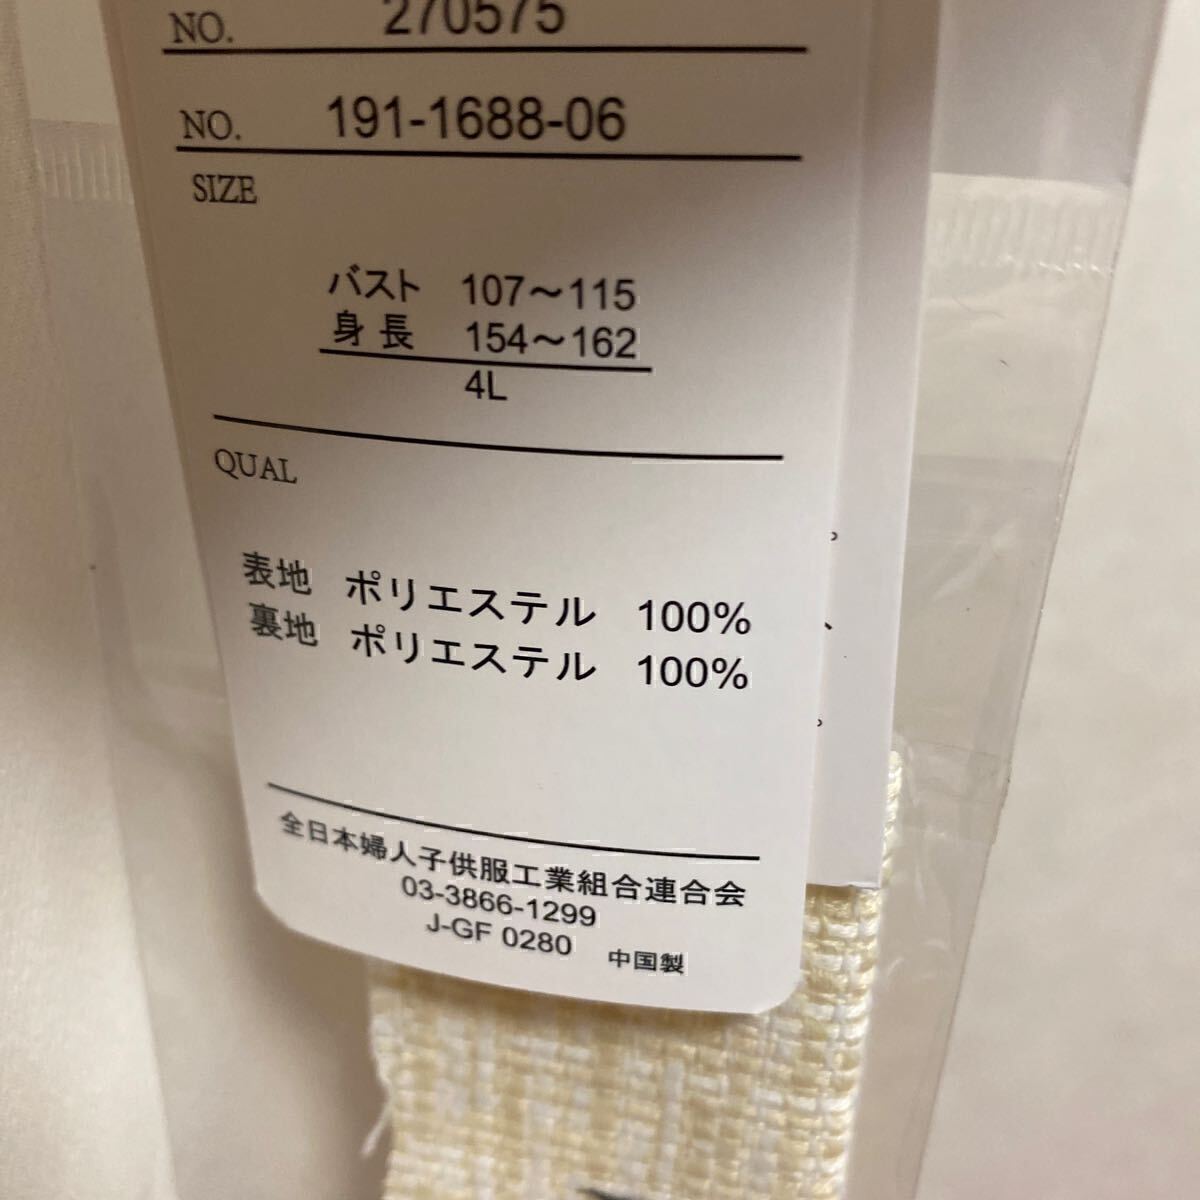 NO. 270575
NO. 191-1688-06
SIZE
バスト 107～115
身長 154～162
4L
QUAL
表地 ポリエステル 100%
裏地 ポリエステル 100%
全日本婦人子供服工業組合連合会
03-3866-1299
J-GF 0280 中国製